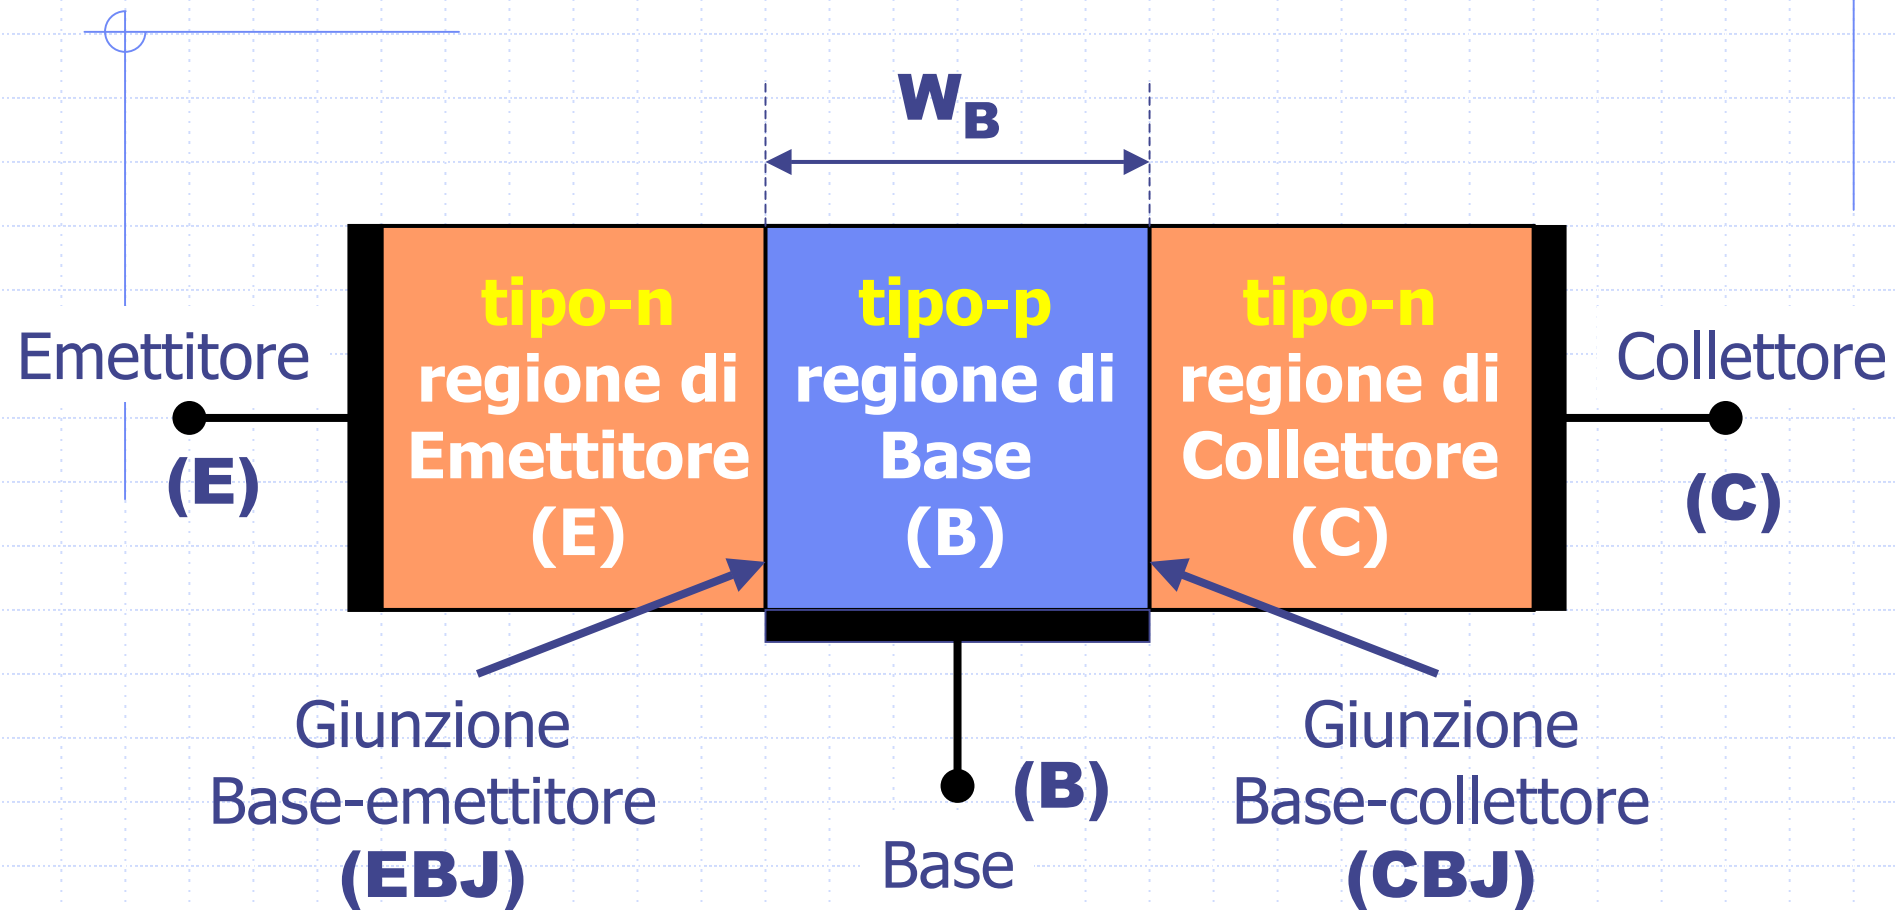 W_B
Emettitore
(E)
tipo-n
regione di
Emettitore
(E)
tipo-p
regione di
Base
(B)
tipo-n
regione di
Collettore
(C)
Collettore
(C)
Giunzione
Base-emettitore
(EBJ)
(B)
Base
Giunzione
Base-collettore
(CBJ)